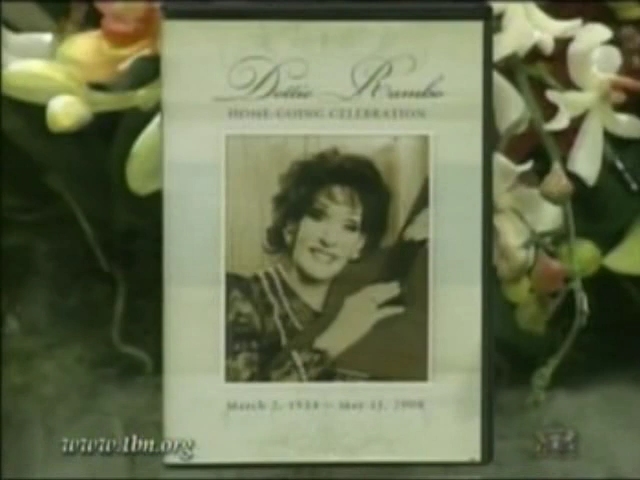 Dottie Rambo
HOME-GOING CELEBRATION
March 2, 1934 ~ May 11, 2008
www.tbn.org